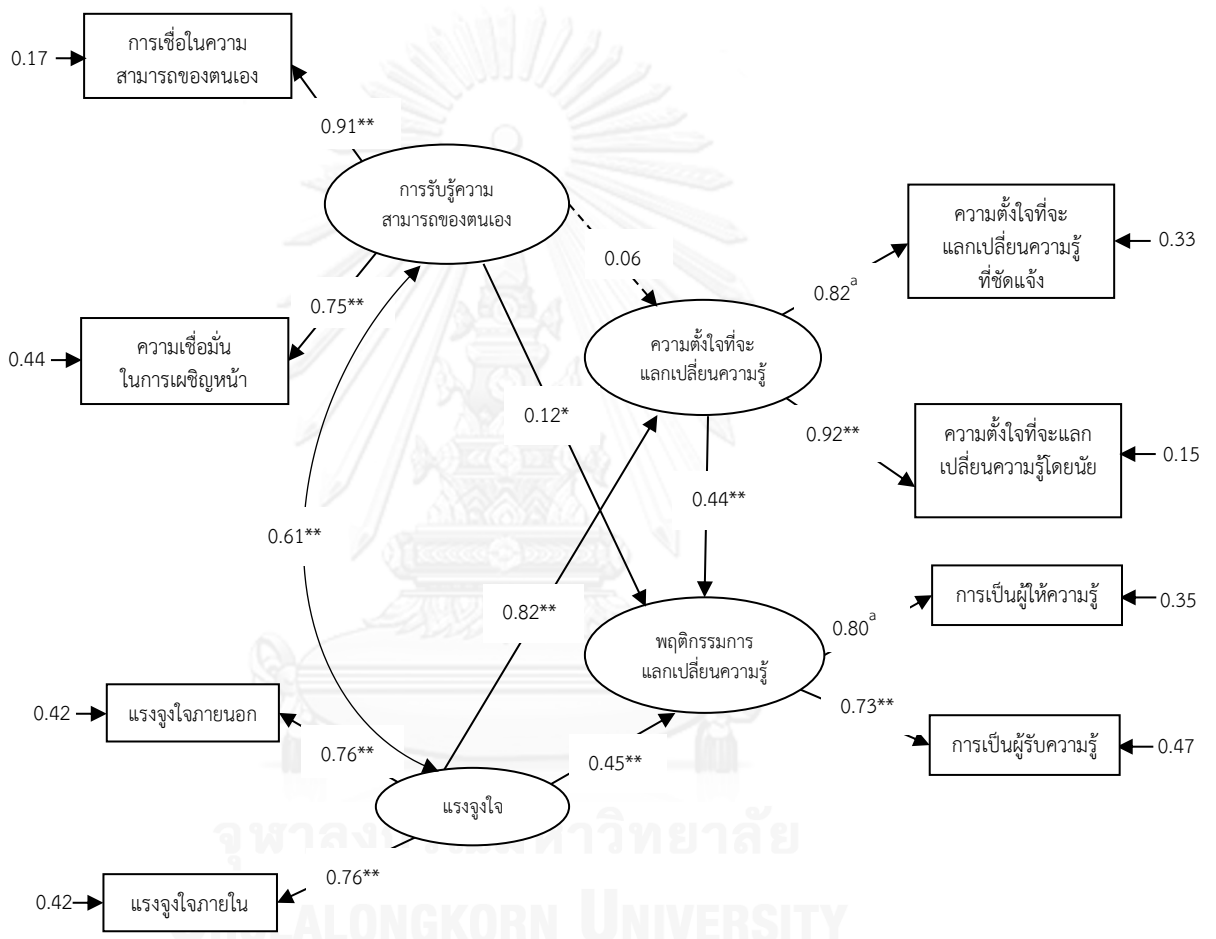 การเชื่อในความ
สามารถของตนเอง
0.17
0.91**
การรับรู้ความ
สามารถของตนเอง
ความตั้งใจที่จะ
แลกเปลี่ยนความรู้
ที่ชัดแจ้ง
0.33
0.06
0.82ª
0.75**
ความเชื่อมั่น
ในการเผชิญหน้า
0.44
ความตั้งใจที่จะ
แลกเปลี่ยนความรู้
0.12*
0.92**
ความตั้งใจที่จะแลก
เปลี่ยนความรู้โดยนัย
0.15
0.44**
0.61**
0.82**
การเป็นผู้ให้ความรู้
0.35
0.80ª
พฤติกรรมการ
แลกเปลี่ยนความรู้
0.73**
0.42
แรงจูงใจภายนอก
0.76**
0.45**
การเป็นผู้รับความรู้
0.47
แรงจูงใจ
0.76**
0.42
แรงจูงใจภายใน
UNIVERSITY